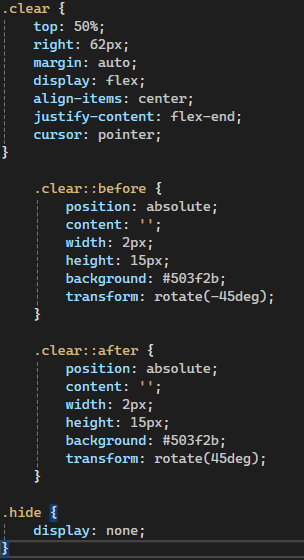 .clear {
    top: 50%;
    right: 62px;
    margin: auto;
    display: flex;
    align-items: center;
    justify-content: flex-end;
    cursor: pointer;
}

    .clear::before {
        position: absolute;
        content: '';
        width: 2px;
        height: 15px;
        background: #503f2b;
        transform: rotate(-45deg);
    }

    .clear::after {
        position: absolute;
        content: '';
        width: 2px;
        height: 15px;
        background: #503f2b;
        transform: rotate(45deg);
    }

.hide {
    display: none;
}